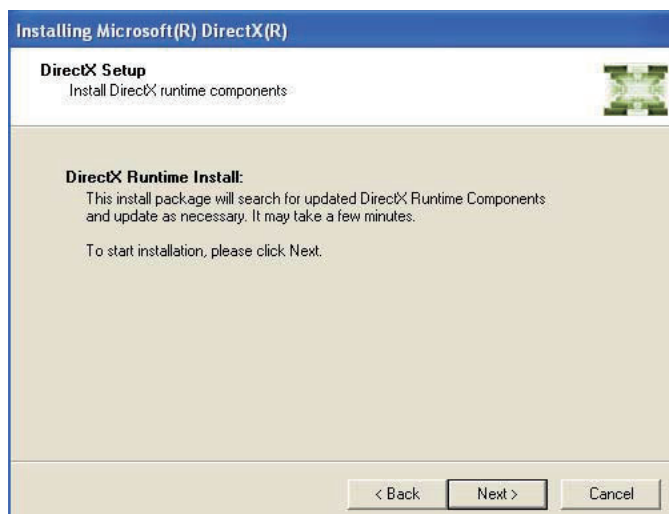 Installing Microsoft(R) DirectX(R)
DirectX Setup
Install DirectX runtime components
DirectX Runtime Install:
This install package will search for updated DirectX Runtime Components
and update as necessary. It may take a few minutes.
To start installation, please click Next.
< Back
Next >
Cancel